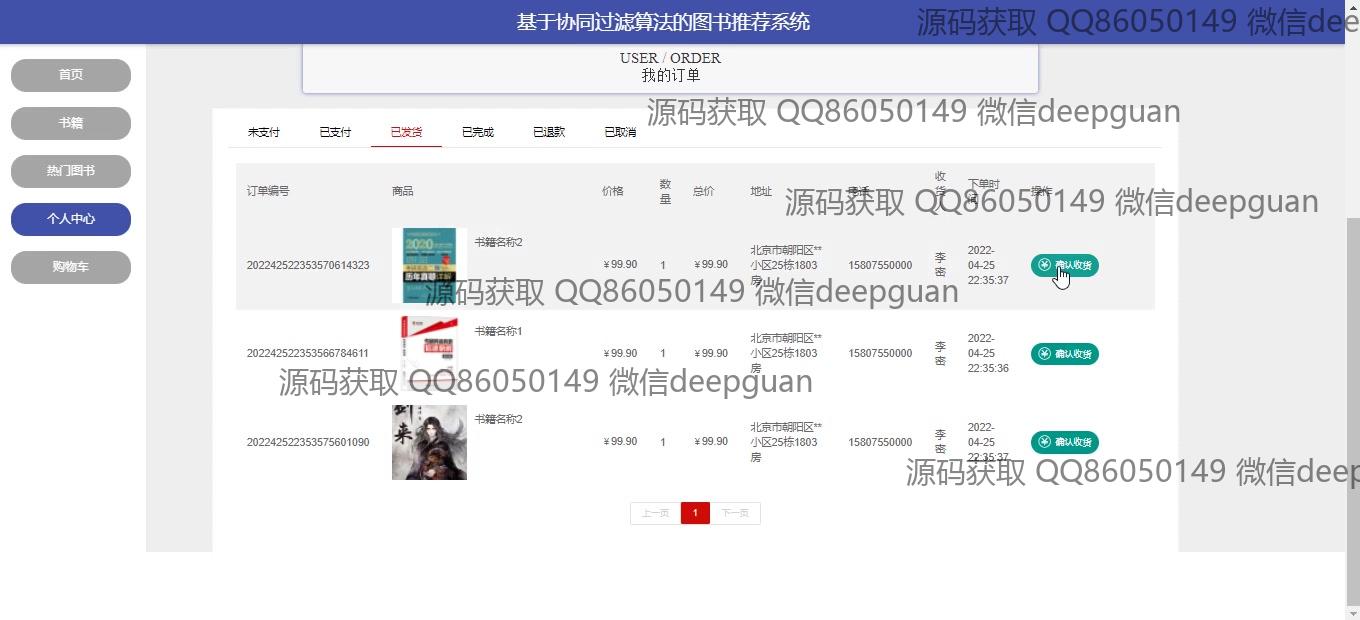 基于协同过滤算法的图书推荐系统
源码获取 QQ86050149 微信dee
首页
书籍
热门图书
个人中心
购物车
USER / ORDER
我的订单
源码获取 QQ86050149 微信deepguan
未支付 已支付 已发货 已完成 已退款 已取消
订单编号 商品 价格 数量 总价 地址 电话 收货人 下单时间 操作
源码获取 QQ86050149 微信deepguan
202242522353570614323 书籍名称2 ￥99.90 1 ￥99.90 北京市朝阳区**小区25栋1803房 15807550000 李密 2022-04-25 22:35:37 确认收货
2020
历年真题详解
源码获取 QQ86050149 微信deepguan
202242522353566784611 书籍名称1 ￥99.90 1 ￥99.90 北京市朝阳区**小区25栋1803房 15807550000 李密 2022-04-25 22:35:36 确认收货
源码获取 QQ86050149 微信deepguan
202242522353575601090 书籍名称2 ￥99.90 1 ￥99.90 北京市朝阳区**小区25栋1803房 15807550000 李密 2022-04-25 22:35:37 确认收货
剑来
源码获取 QQ86050149 微信deep
上一页 1 下一页